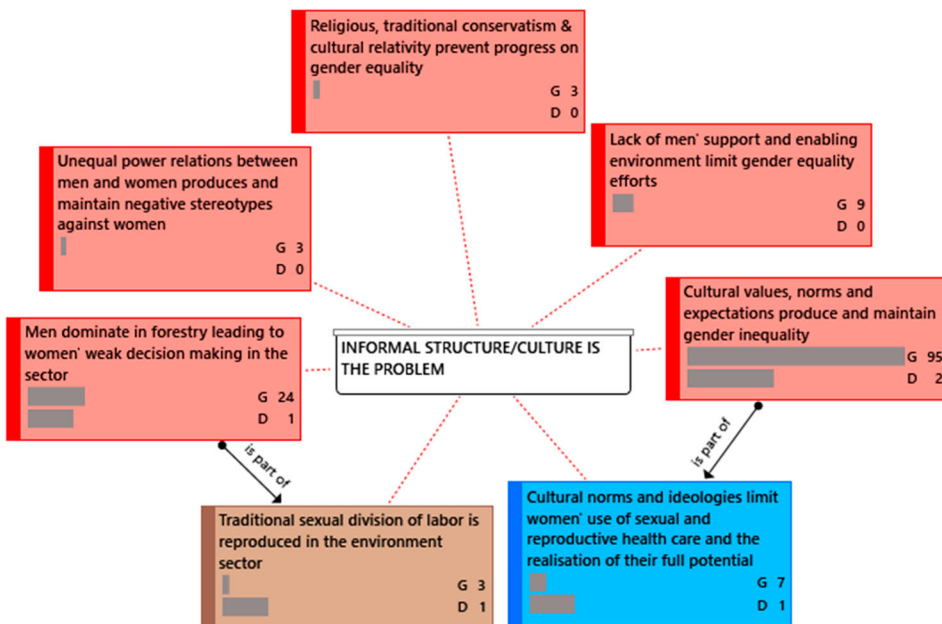 Religious, traditional conservatism &
cultural relativity prevent progress on
gender equality
G 3
D 0
Lack of men' support and enabling
environment limit gender equality
efforts
G 9
D 0
Unequal power relations between
men and women produces and
maintain negative stereotypes
against women
G 3
D 0
Cultural values, norms and
expectations produce and maintain
gender inequality
G 95
D 2
Men dominate in forestry leading to
women' weak decision making in the
sector
G 24
D 1
INFORMAL STRUCTURE/CULTURE IS
THE PROBLEM
is part of
is part of
Traditional sexual division of labor is
reproduced in the environment
sector
G 3
D 1
Cultural norms and ideologies limit
women' use of sexual and
reproductive health care and the
realisation of their full potential
G 7
D 1